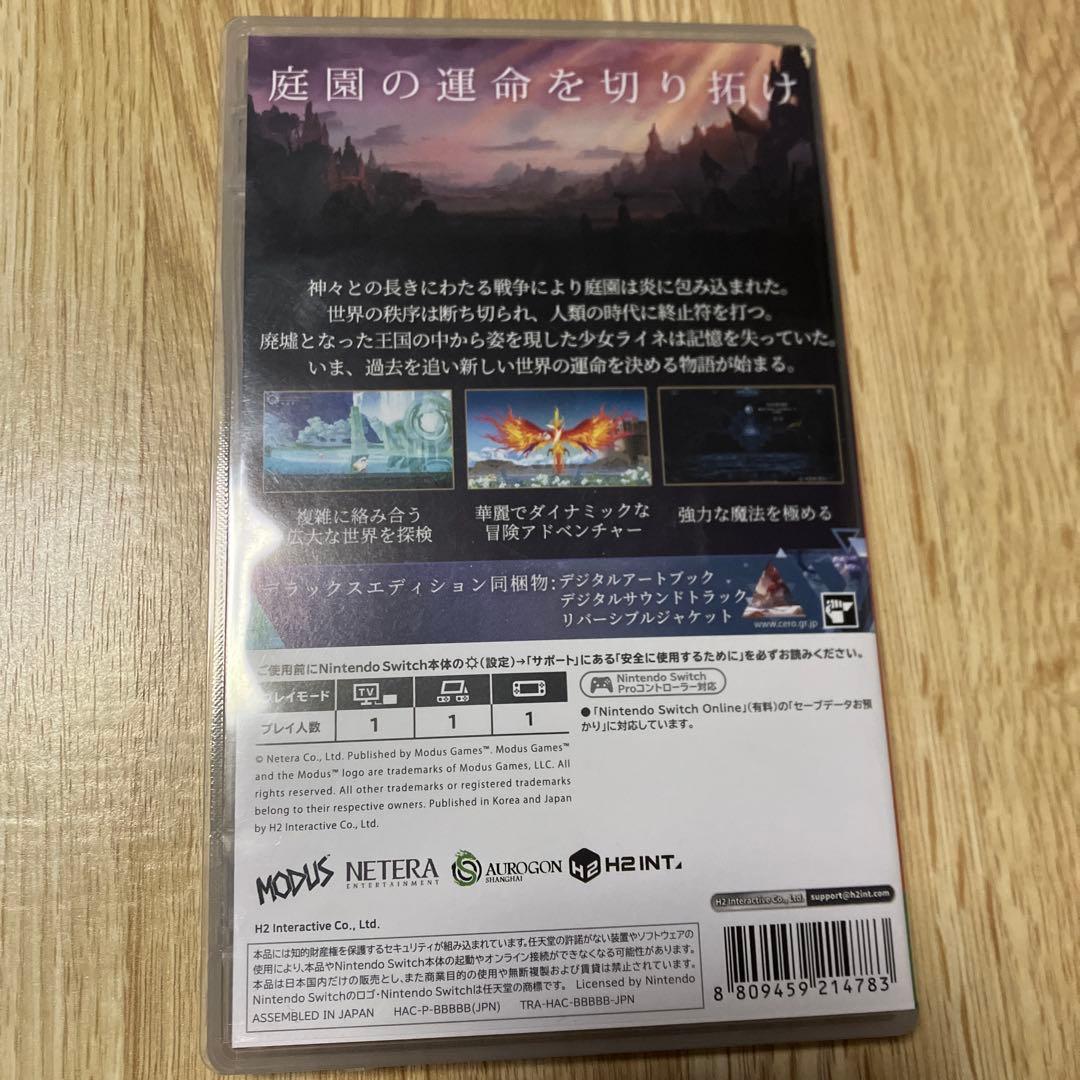 庭園の運命を切り拓け
神々との長きにわたる戦争により庭園は炎に包み込まれた。
世界の秩序は断ち切られ、人類の時代に終止符を打つ。
廃墟となった王国の中から姿を現した少女ライネは記憶を失っていた。
いま、過去を追い新しい世界の運命を決める物語が始まる。
複雑に絡み合う
広大な世界を探検
華麗でダイナミックな
冒険アドベンチャー
強力な魔法を極める
デラックスエディション同梱物:デジタルアートブック
デジタルサウンドトラック
リバーシブルジャケット
www.cero.gr.jp
ご使用前にNintendo Switch本体の(設定)→「サポート」にある「安全に使用するために」を必ずお読みください。
プレイモード TV
プレイ人数 1 1 1
Nintendo Switch
Proコントローラー対応
●「Nintendo Switch Online」(有料)の「セーブデータお預
かり」に対応しています。
© Netera Co., Ltd. Published by Modus Games™. Modus Games™
and the Modus™ logo are trademarks of Modus Games, LLC. All
rights reserved. All other trademarks or registered trademarks
belong to their respective owners. Published in Korea and Japan
by H2 Interactive Co., Ltd.
MODUS NETERA ENTERTAINMENT AUROGON SHANGHAI H2 INT
H2 Interactive Co., Ltd. support@h2int.com
H2 Interactive Co., Ltd.
本品には知的財産権を保護するセキュリティが組み込まれています。任天堂の許諾がない装置やソフトウェアの
使用により、本品やNintendo Switch本体の起動やオンライン接続ができなくなる可能性があります。
本品は日本国内だけの販売とし、また商業目的の使用や無断複製および賃貸は禁止されています。
Nintendo Switchのロゴ・Nintendo Switchは任天堂の商標です。 Licensed by Nintendo
ASSEMBLED IN JAPAN HAC-P-BBBBB(JPN) TRA-HAC-BBBBB-JPN
8 809459 214783